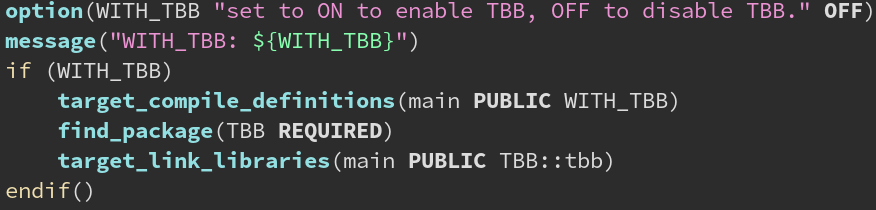 option(WITH_TBB "set to ON to enable TBB, OFF to disable TBB." OFF)
message("WITH_TBB: ${WITH_TBB}")
if (WITH_TBB)
    target_compile_definitions(main PUBLIC WITH_TBB)
    find_package(TBB REQUIRED)
    target_link_libraries(main PUBLIC TBB::tbb)
endif()